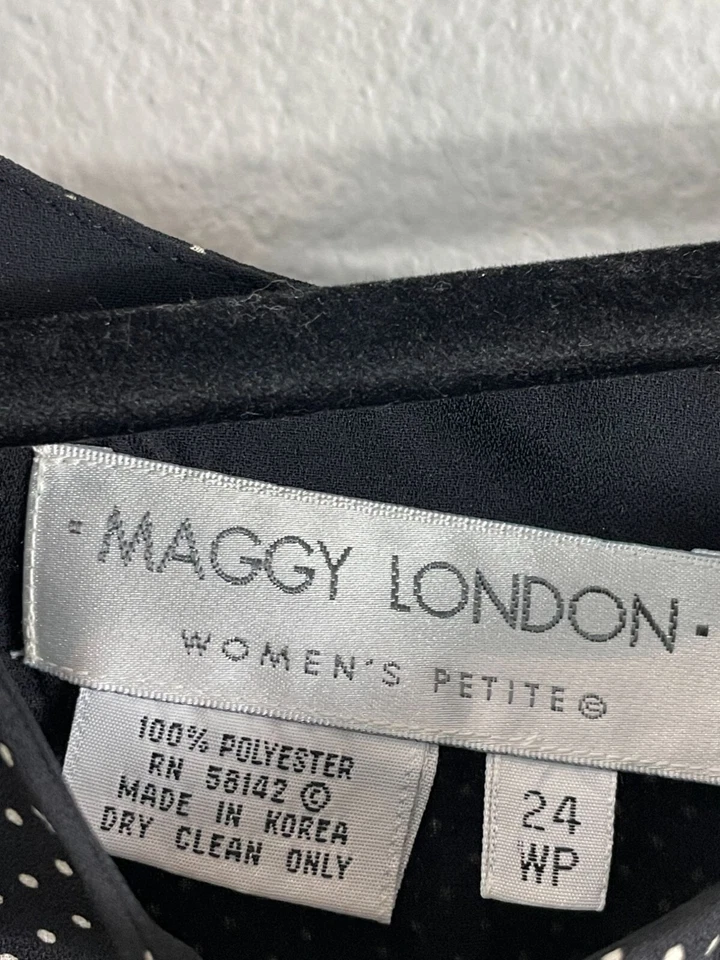 · MAGGY LONDON ·
WOMEN'S PETITE ©
100% POLYESTER
RN 58142 ©
MADE IN KOREA
DRY CLEAN ONLY
24
WP